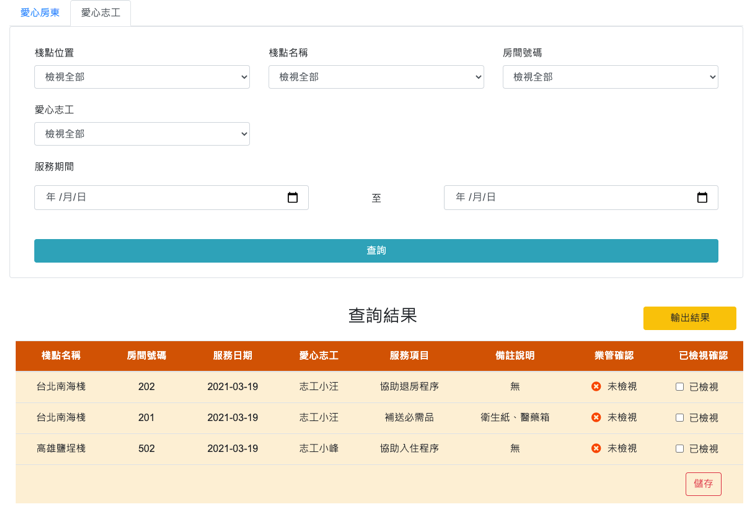 愛心房東 愛心志工
棧點位置 棧點名稱 房間號碼
檢視全部 檢視全部 檢視全部
愛心志工
檢視全部
服務期間
年 /月/日 至 年 /月/日
查詢
查詢結果 輸出結果
棧點名稱 房間號碼 服務日期 愛心志工 服務項目 備註說明 業管確認 已檢視確認
台北南海棧 202 2021-03-19 志工小汪 協助退房程序 無 未檢視 已檢視
台北南海棧 201 2021-03-19 志工小汪 補送必需品 衛生紙、醫藥箱 未檢視 已檢視
高雄鹽埕棧 502 2021-03-19 志工小峰 協助入住程序 無 未檢視 已檢視
儲存